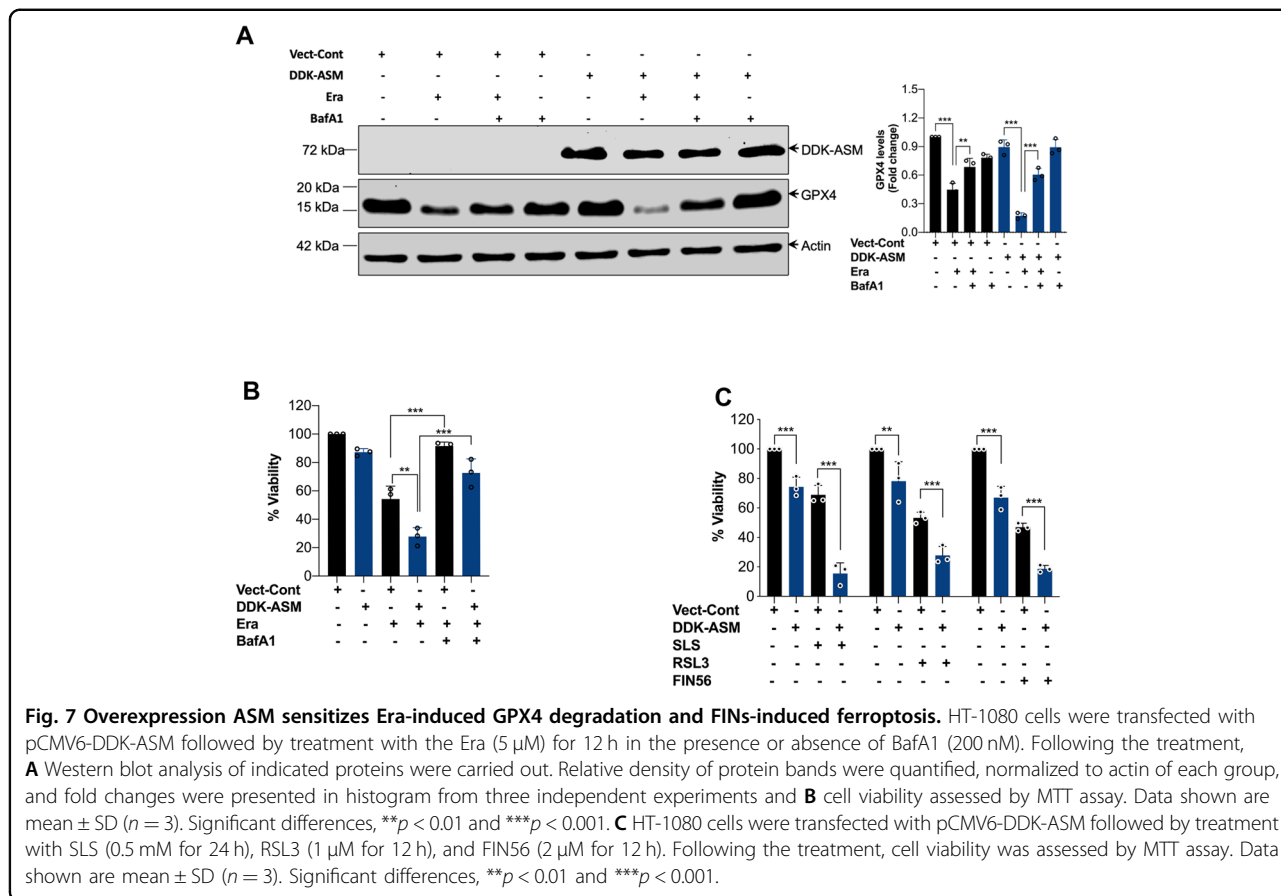 A
Vect-Cont + + + + - - - -
DDK-ASM - - - - + + + +
Era - + + - - + + -
BafA1 - - + + - - + +
72 kDa DDK-ASM
20 kDa
15 kDa GPX4
42 kDa Actin
GPX4 levels
(Fold change)
1.5
1.2
0.9
0.6
0.3
0.0
*** ** *** ***
Vect-Cont + + + + - - - -
DDK-ASM - - - - + + + +
Era - + + - - + + -
BafA1 - - + + - - + +
B
% Viability
120
100
80
60
40
20
0
***
***
**
Vect-Cont + - + - + -
DDK-ASM - + - + - +
Era - - + + + +
BafA1 - - - - + +
C
% Viability
120
100
80
60
40
20
0
*** *** ** *** *** ***
Vect-Cont + - + - + - + - + - + -
DDK-ASM - + - + - + - + - + - +
SLS - - + + - - - - - - - -
RSL3 - - - - - - + + - - - -
FIN56 - - - - - - - - - - + +
Fig. 7 Overexpression ASM sensitizes Era-induced GPX4 degradation and FINs-induced ferroptosis. HT-1080 cells were transfected with
pCMV6-DDK-ASM followed by treatment with the Era (5 μM) for 12 h in the presence or absence of BafA1 (200 nM). Following the treatment,
A Western blot analysis of indicated proteins were carried out. Relative density of protein bands were quantified, normalized to actin of each group,
and fold changes were presented in histogram from three independent experiments and B cell viability assessed by MTT assay. Data shown are
mean ± SD (n = 3). Significant differences, **p < 0.01 and ***p < 0.001. C HT-1080 cells were transfected with pCMV6-DDK-ASM followed by treatment
with SLS (0.5 mM for 24 h), RSL3 (1 μM for 12 h), and FIN56 (2 μM for 12 h). Following the treatment, cell viability was assessed by MTT assay. Data
shown are mean ± SD (n = 3). Significant differences, **p < 0.01 and ***p < 0.001.